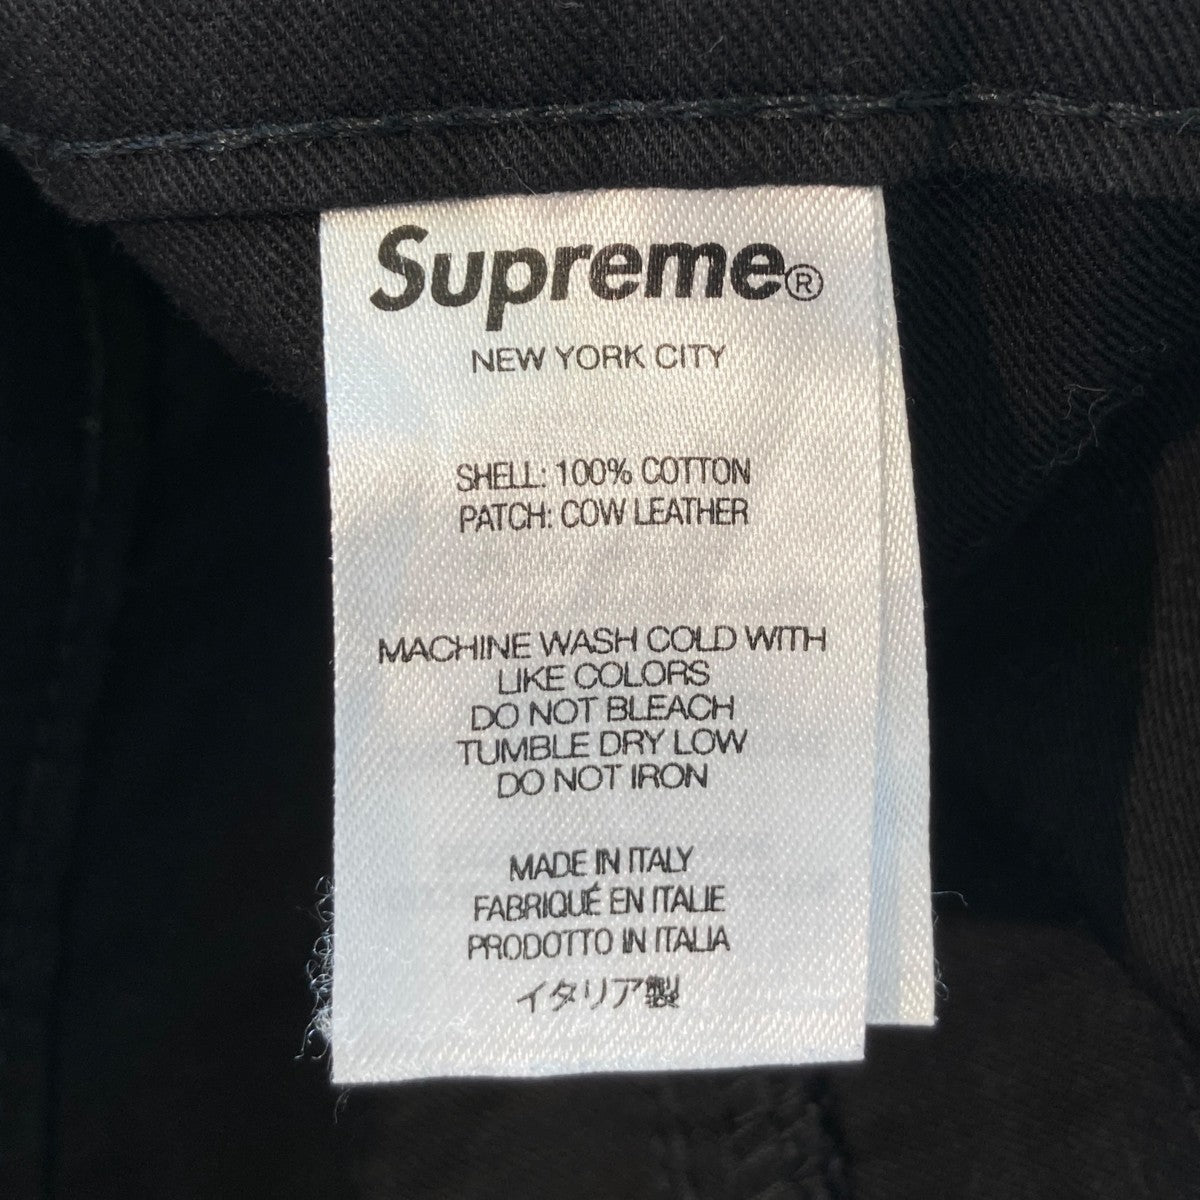 Supreme®
NEW YORK CITY
SHELL: 100% COTTON
PATCH: COW LEATHER
MACHINE WASH COLD WITH
LIKE COLORS
DO NOT BLEACH
TUMBLE DRY LOW
DO NOT IRON
MADE IN ITALY
FABRIQUÉ EN ITALIE
PRODOTTO IN ITALIA
イタリア製